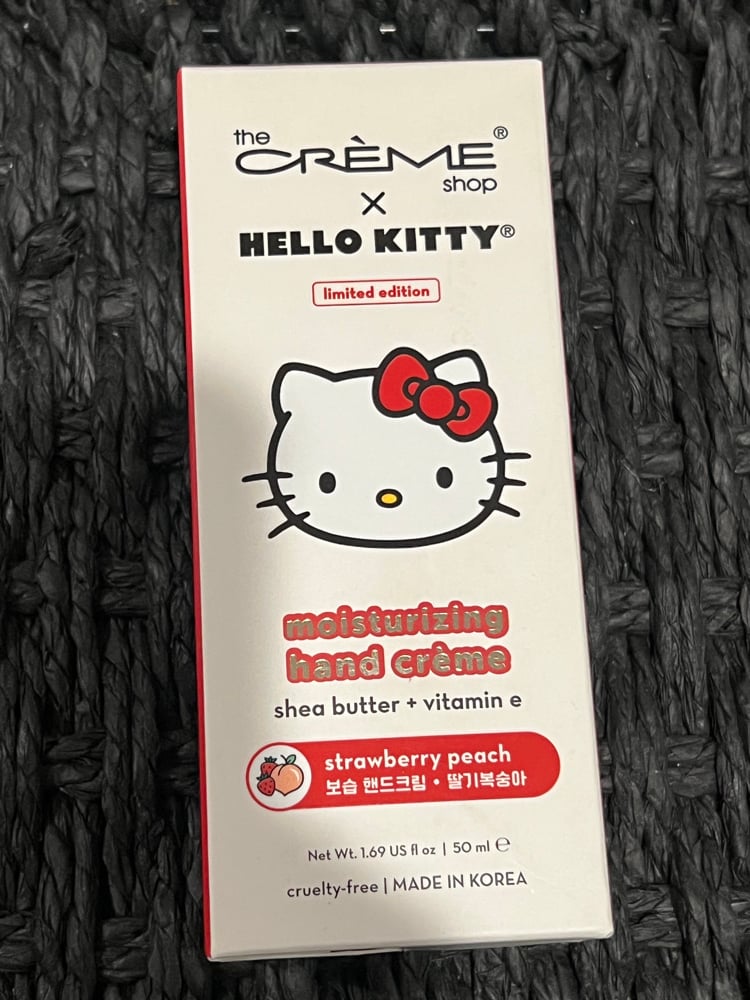 the
CRÈME®
shop
X
HELLO KITTY®
limited edition
moisturizing
hand crème
shea butter + vitamin e
strawberry peach
보습 핸드크림 • 딸기복숭아
Net Wt. 1.69 US fl oz | 50 ml ℮
cruelty-free | MADE IN KOREA